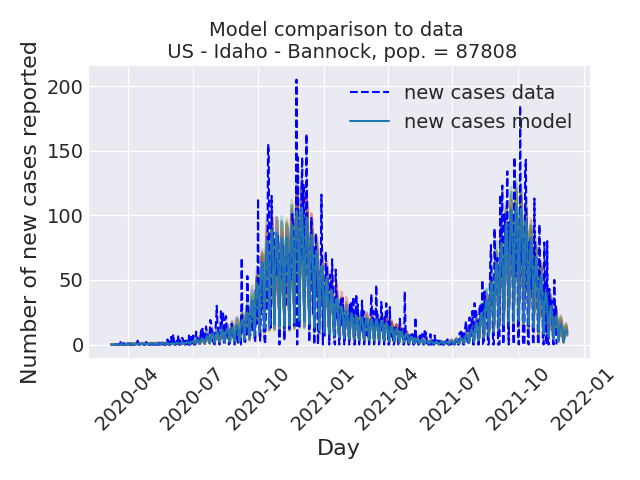 Model comparison to data
US - Idaho - Bannock, pop. = 87808
Number of new cases reported
200
150
100
50
0
new cases data
new cases model
2020-04
2020-07
2020-10
2021-01
2021-04
2021-07
2021-10
2022-01
Day